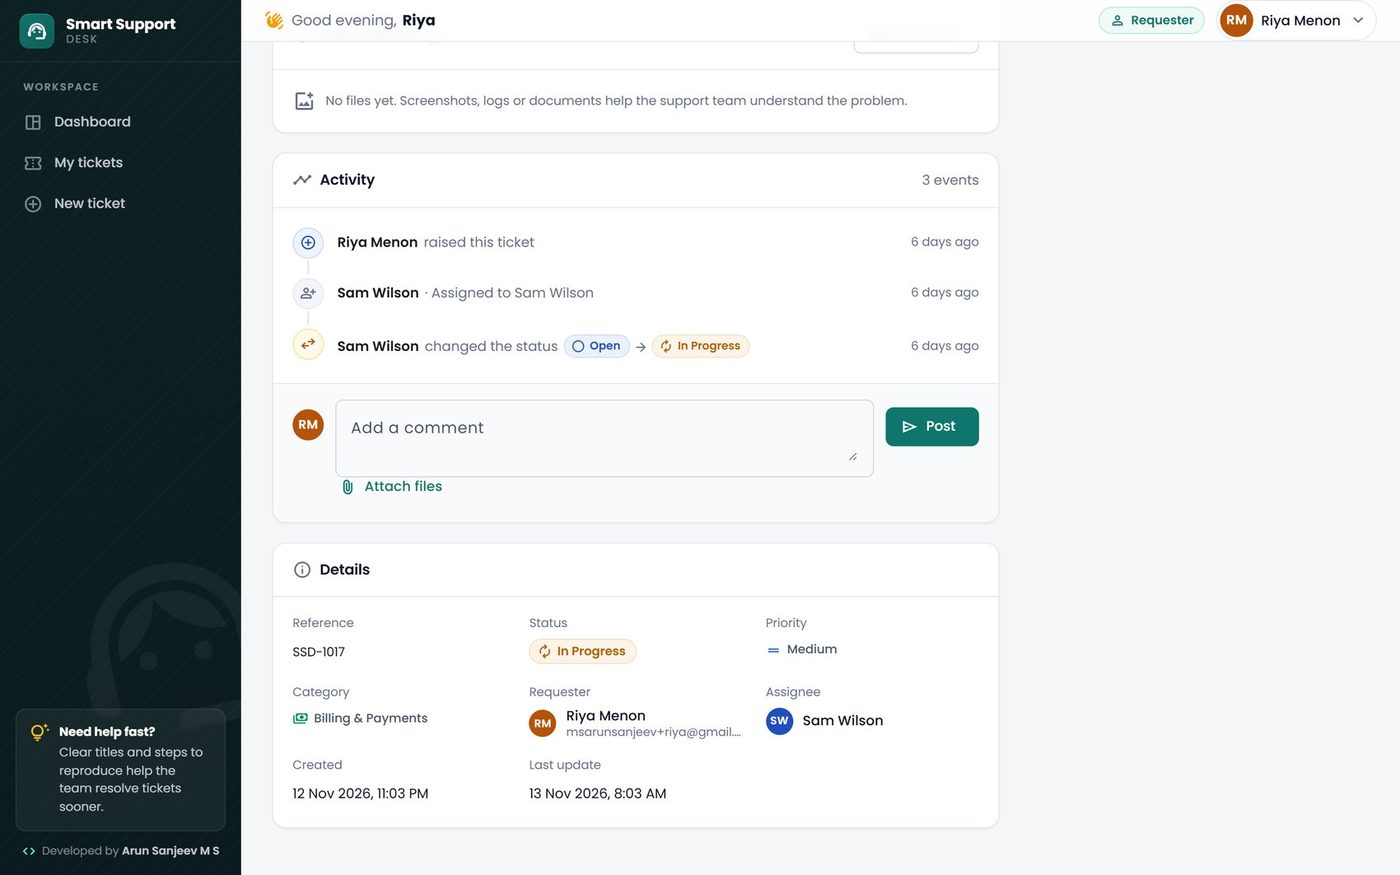 Smart Support
DESK
WORKSPACE
Dashboard
My tickets
New ticket
Need help fast?
Clear titles and steps to
reproduce help the
team resolve tickets
sooner.
Developed by Arun Sanjeev M S
Good evening, Riya
Requester
RM Riya Menon
No files yet. Screenshots, logs or documents help the support team understand the problem.
Activity 3 events
Riya Menon raised this ticket 6 days ago
Sam Wilson · Assigned to Sam Wilson 6 days ago
Sam Wilson changed the status Open → In Progress 6 days ago
RM Add a comment Post
Attach files
Details
Reference Status Priority
SSD-1017 In Progress Medium
Category Requester Assignee
Billing & Payments RM Riya Menon SW Sam Wilson
msarunsanjeev+riya@gmail....
Created Last update
12 Nov 2026, 11:03 PM 13 Nov 2026, 8:03 AM